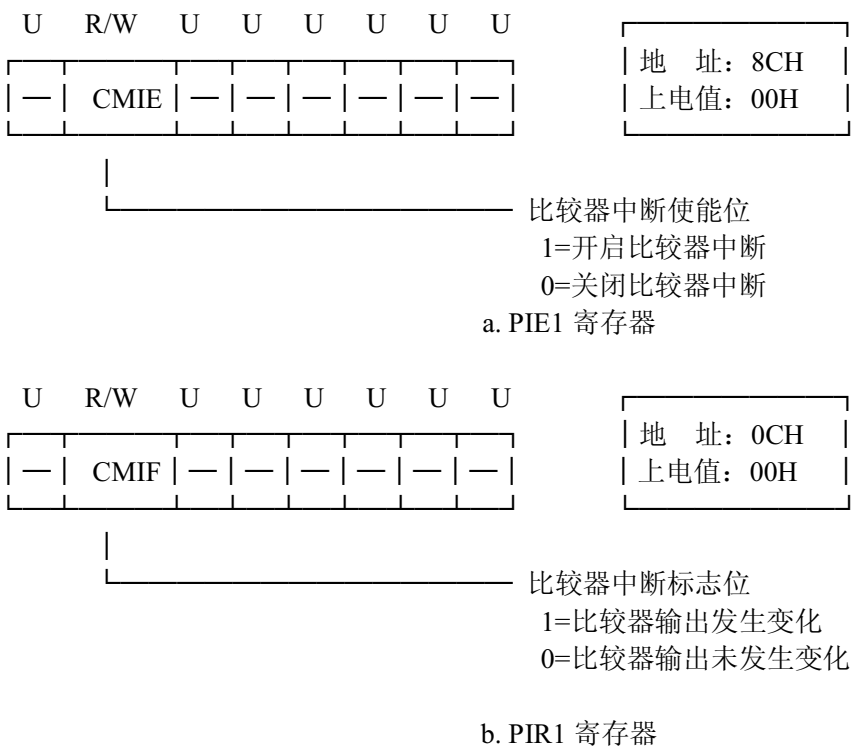 U R/W U U U U U U
地 址：8CH
— CMIE — — — — — —
上电值：00H
比较器中断使能位
1=开启比较器中断
0=关闭比较器中断
a. PIE1 寄存器
U R/W U U U U U U
地 址：0CH
— CMIF — — — — — —
上电值：00H
比较器中断标志位
1=比较器输出发生变化
0=比较器输出未发生变化
b. PIR1 寄存器